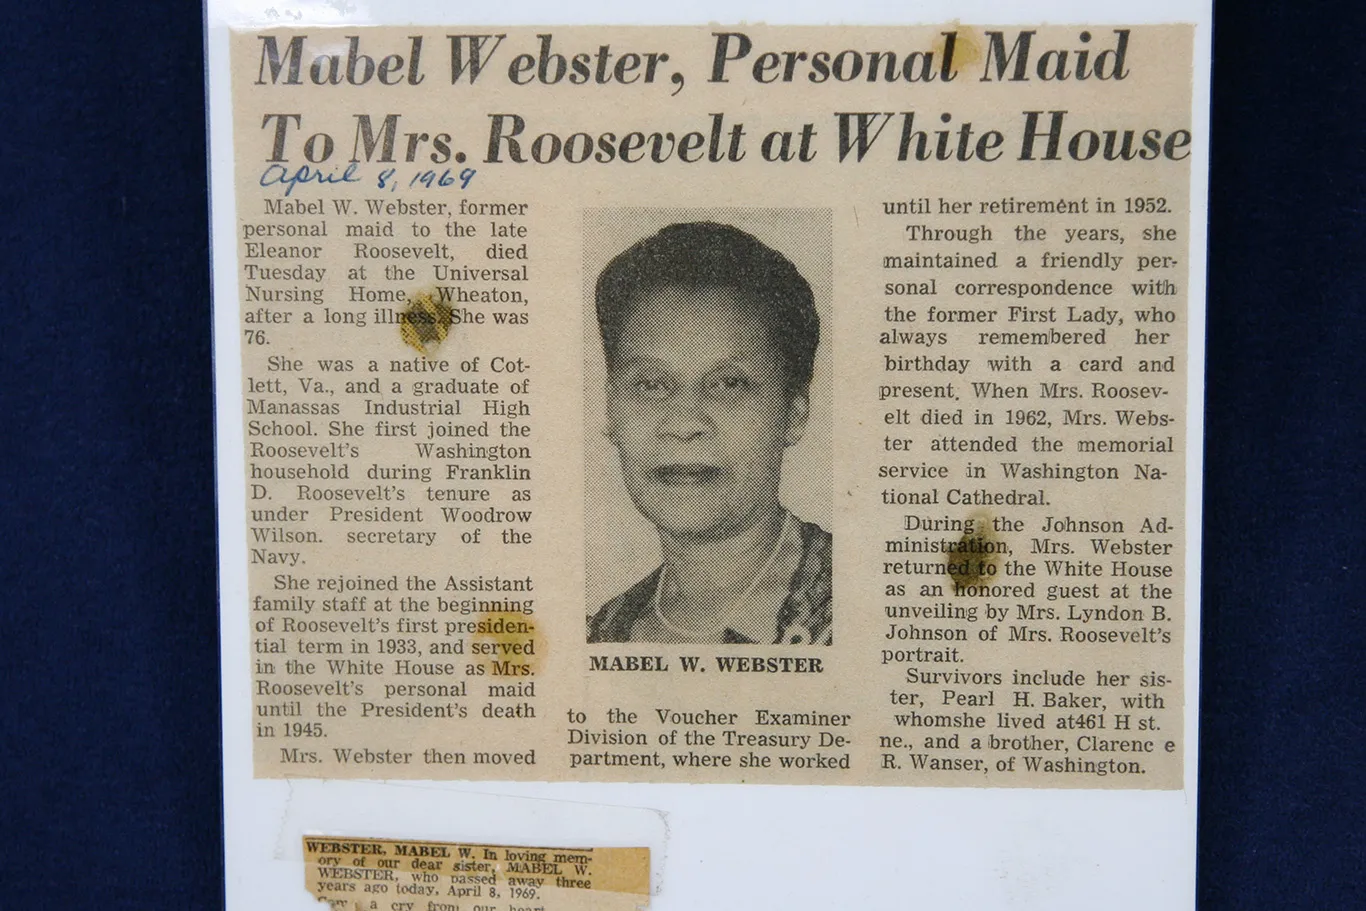 Mabel Webster, Personal Maid
To Mrs. Roosevelt at White House
April 8, 1969
Mabel W. Webster, former
personal maid to the late
Eleanor Roosevelt, died
Tuesday at the Universal
Nursing Home, Wheaton,
after a long illness. She was
76.
She was a native of Cot-
lett, Va., and a graduate of
Manassas Industrial High
School. She first joined the
Roosevelt's Washington
household during Franklin
D. Roosevelt's tenure as
under President Woodrow
Wilson. secretary of the
Navy.
She rejoined the Assistant
family staff at the beginning
of Roosevelt's first presiden-
tial term in 1933, and served
in the White House as Mrs.
Roosevelt's personal maid
until the President's death
in 1945.
Mrs. Webster then moved
MABEL W. WEBSTER
to the Voucher Examiner
Division of the Treasury De-
partment, where she worked
until her retirement in 1952.
Through the years, she
maintained a friendly per-
sonal correspondence with
the former First Lady, who
always remembered her
birthday with a card and
present. When Mrs. Roosev-
elt died in 1962, Mrs. Webs-
ter attended the memorial
service in Washington Na-
tional Cathedral.
During the Johnson Ad-
ministration, Mrs. Webster
returned to the White House
as an honored guest at the
unveiling by Mrs. Lyndon B.
Johnson of Mrs. Roosevelt's
portrait.
Survivors include her sis-
ter, Pearl H. Baker, with
whomshe lived at461 H st.
ne., and a brother, Clarenc e
R. Wanser, of Washington.
WEBSTER, MABEL W. In loving mem-
ory of our dear sister, MABEL W.
WEBSTER, who passed away three
years ago today, April 8, 1969.
a cry from our heart